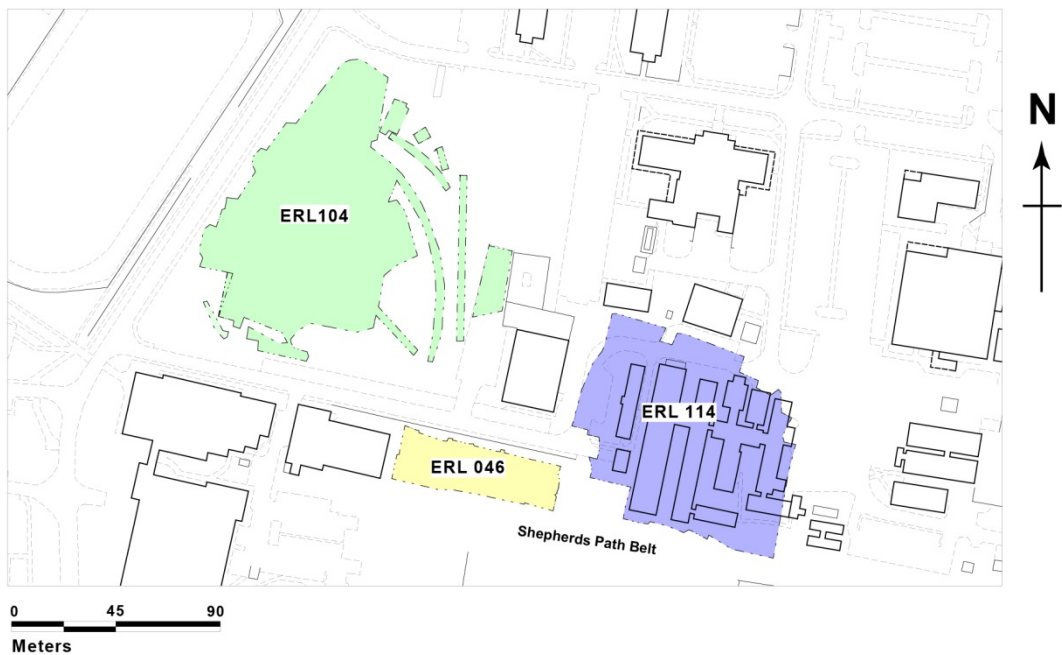 N
ERL104
ERL 114
ERL 046
Shepherds Path Belt
0 45 90
Meters